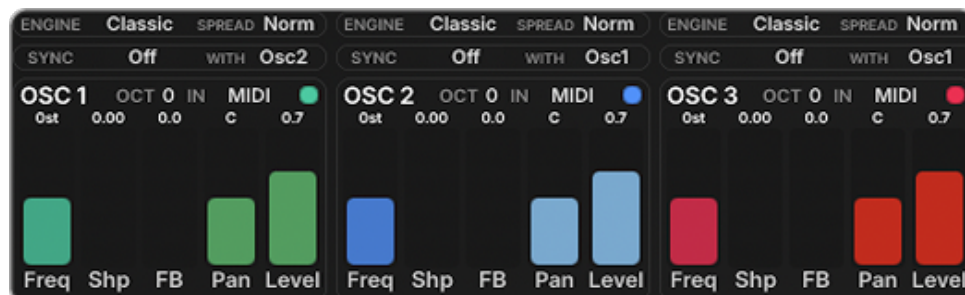 ENGINE Classic SPREAD Norm ENGINE Classic SPREAD Norm ENGINE Classic SPREAD Norm
SYNC Off WITH Osc2 SYNC Off WITH Osc1 SYNC Off WITH Osc1
OSC 1 OCT 0 IN MIDI OSC 2 OCT 0 IN MIDI OSC 3 OCT 0 IN MIDI
0st 0.00 0.0 C 0.7 0st 0.00 0.0 C 0.7 0st 0.00 0.0 C 0.7
Freq Shp FB Pan Level Freq Shp FB Pan Level Freq Shp FB Pan Level